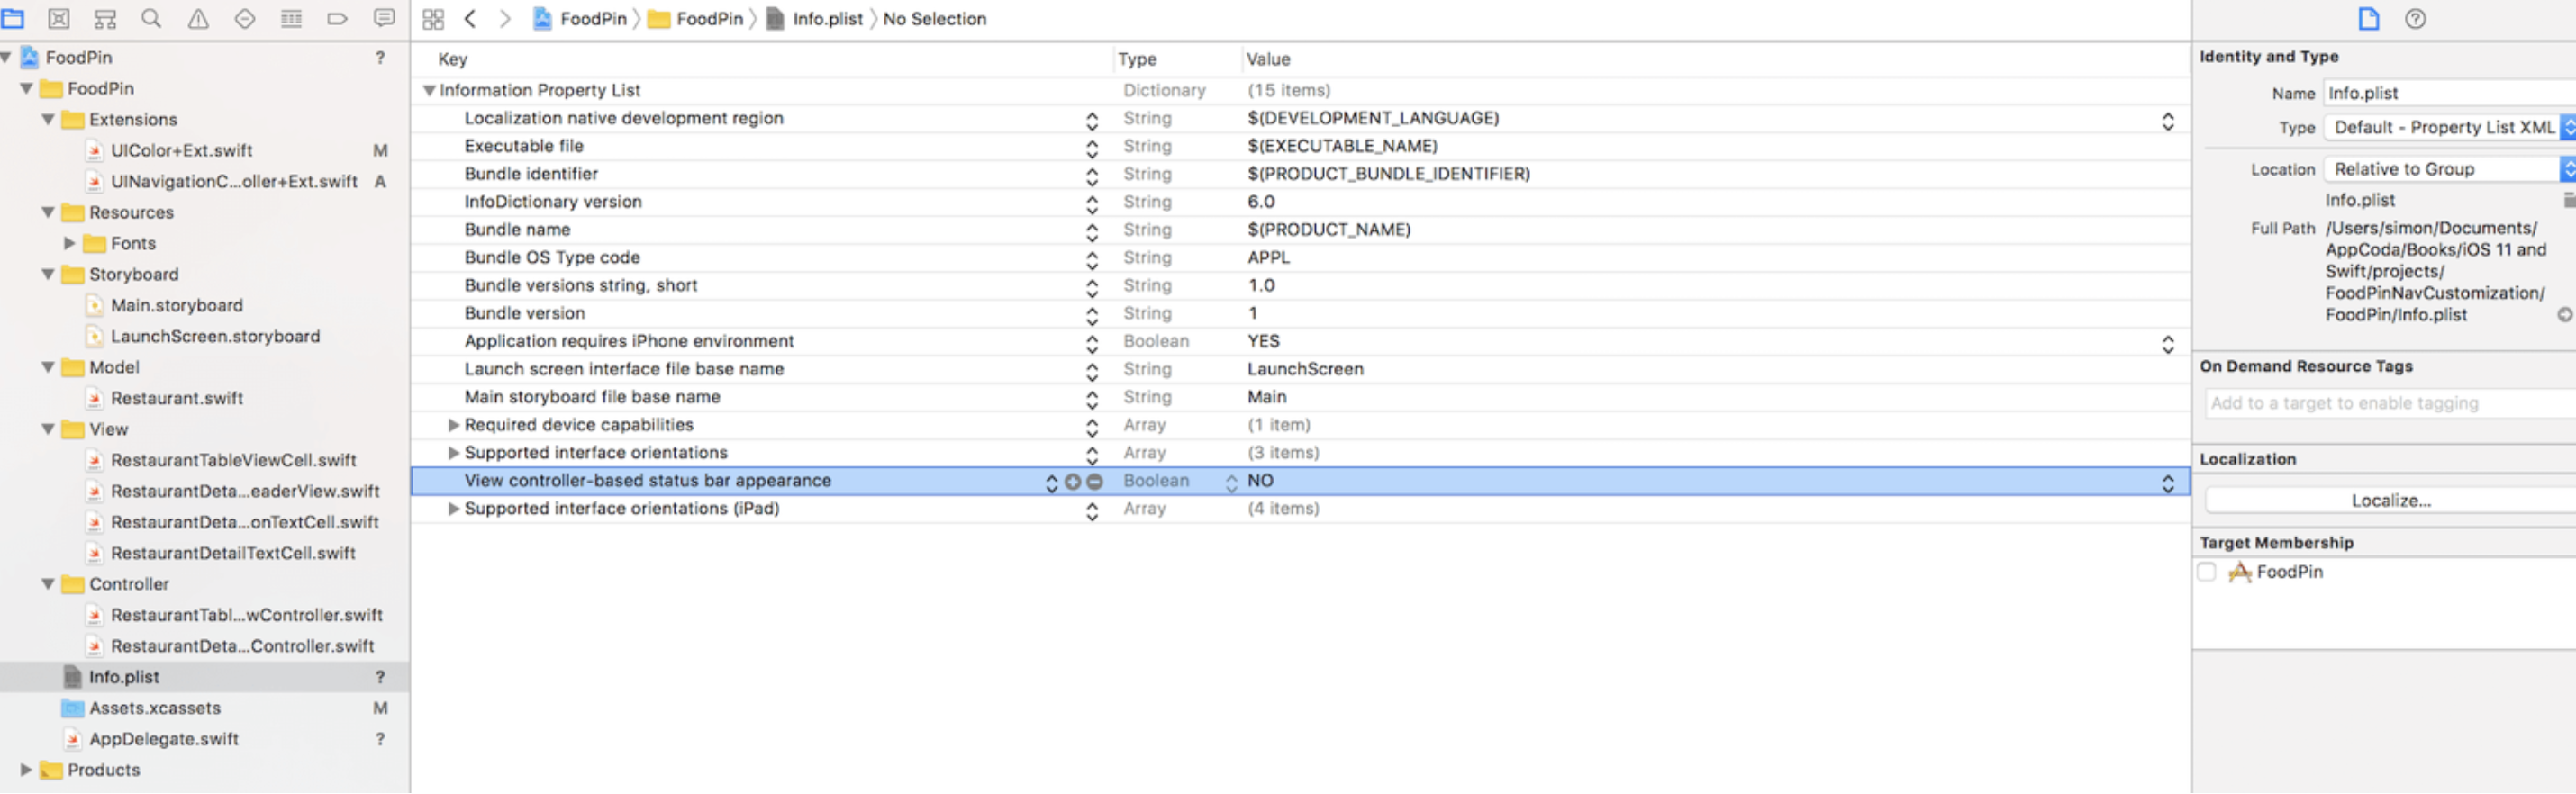 FoodPin
FoodPin
Info.plist
No Selection
FoodPin ?
FoodPin
Extensions
UIColor+Ext.swift M
UINavigationC...oller+Ext.swift A
Resources
Fonts
Storyboard
Main.storyboard
LaunchScreen.storyboard
Model
Restaurant.swift
View
RestaurantTableViewCell.swift
RestaurantDeta...eaderView.swift
RestaurantDeta...onTextCell.swift
RestaurantDetailTextCell.swift
Controller
RestaurantTabl...wController.swift
RestaurantDeta...Controller.swift
Info.plist ?
Assets.xcassets M
AppDelegate.swift ?
Products
Key Type Value
Information Property List Dictionary (15 items)
Localization native development region String $(DEVELOPMENT_LANGUAGE)
Executable file String $(EXECUTABLE_NAME)
Bundle identifier String $(PRODUCT_BUNDLE_IDENTIFIER)
InfoDictionary version String 6.0
Bundle name String $(PRODUCT_NAME)
Bundle OS Type code String APPL
Bundle versions string, short String 1.0
Bundle version String 1
Application requires iPhone environment Boolean YES
Launch screen interface file base name String LaunchScreen
Main storyboard file base name String Main
Required device capabilities Array (1 item)
Supported interface orientations Array (3 items)
View controller-based status bar appearance Boolean NO
Supported interface orientations (iPad) Array (4 items)
Identity and Type
Name Info.plist
Type Default - Property List XML
Location Relative to Group
Info.plist
Full Path /Users/simon/Documents/
AppCoda/Books/iOS 11 and
Swift/projects/
FoodPinNavCustomization/
FoodPin/Info.plist
On Demand Resource Tags
Add to a target to enable tagging
Localization
Localize...
Target Membership
FoodPin